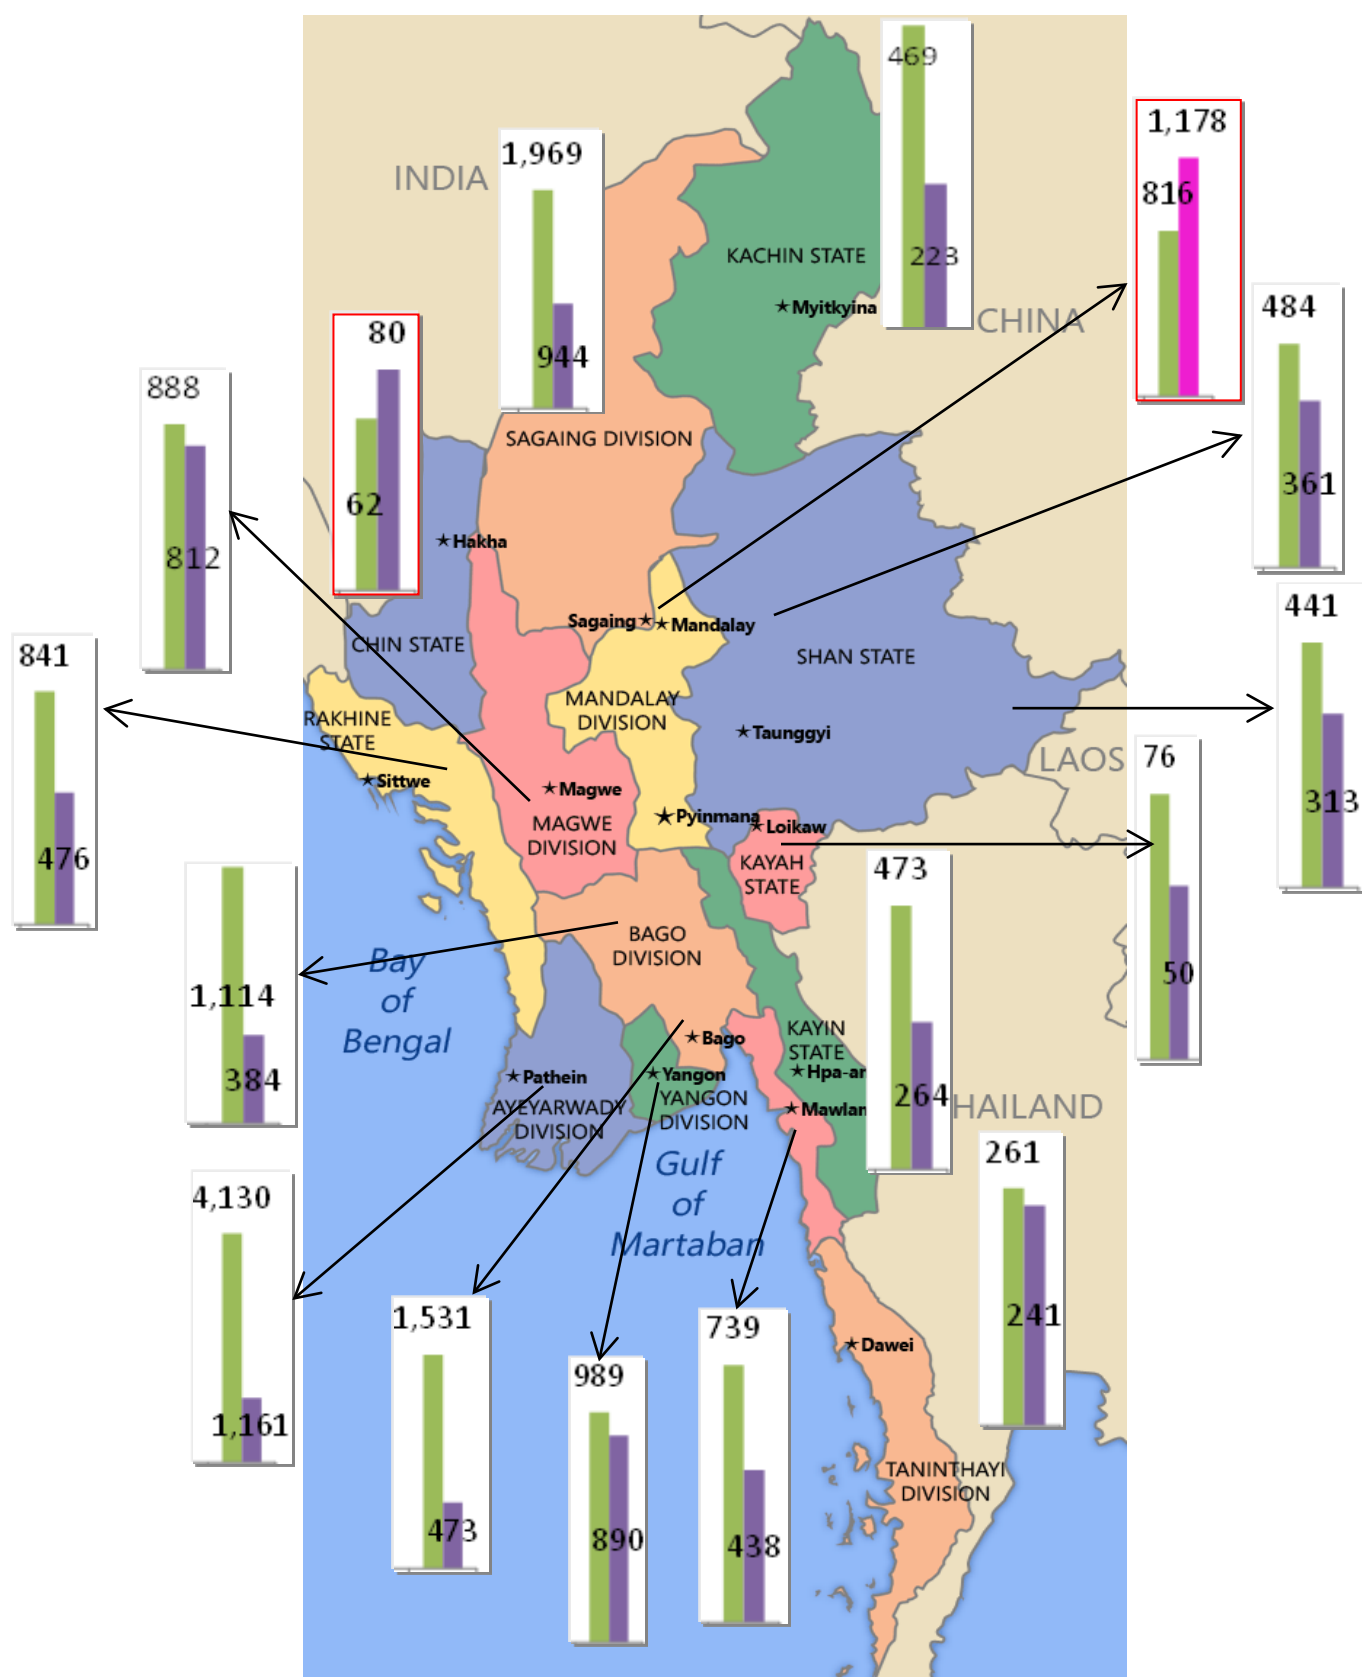 469
1,178
INDIA
1,969
816
KACHIN STATE
223
484
Myitkyina
CHINA
80
944
888
SAGAING DIVISION
361
62
Hakha
812
441
Sagaing
Mandalay
CHIN STATE
841
SHAN STATE
MANDALAY
DIVISION
RAKHINE
STATE
Taunggyi
LAOS
76
Sittwe
Magwe
313
Pyinmana
Loikaw
MAGWE
DIVISION
476
KAYAH
STATE
473
BAGO
DIVISION
50
Bay
of
Bengal
1,114
KAYIN
STATE
Bago
384
Pathein
Yangon
Hpa-an
264
AYEYARWADY
DIVISION
YANGON
DIVISION
Mawlam
HAILAND
Gulf
of
Martaban
261
4,130
1,531
739
241
Dawei
989
1,161
TANINTHAYI
DIVISION
473
890
438